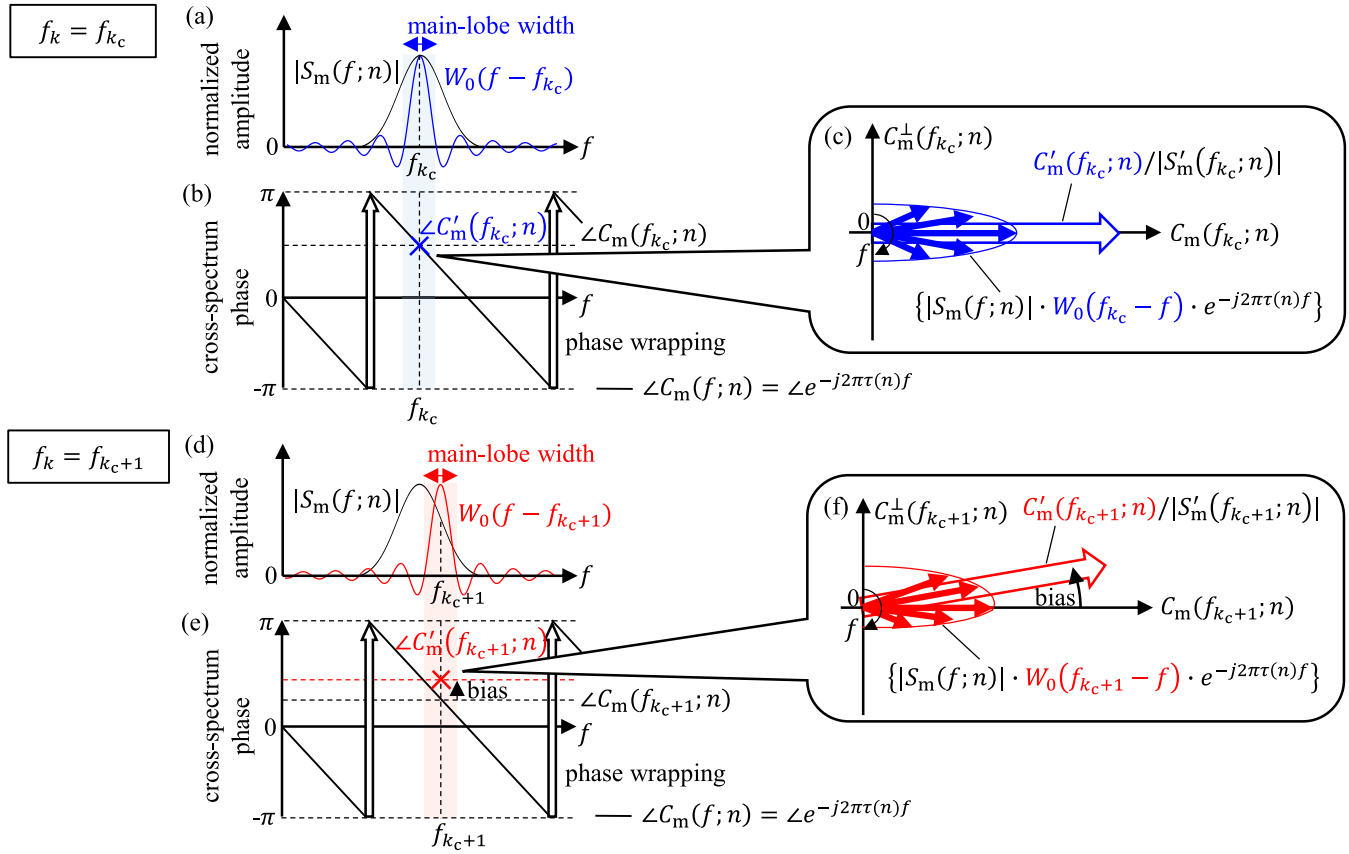 f_k = f_{k_c}
(a)
main-lobe width
normalized
amplitude
|S_m(f; n)|
W_0(f − f_{k_c})
0
f
f_{k_c}
(b)
cross-spectrum
phase
π
0
-π
∠C′_m(f_{k_c}; n)
∠C_m(f_{k_c}; n)
f
phase wrapping
∠C_m(f; n) = ∠e^{−j2πτ(n)f}
f_{k_c}
(c)
C_m^⊥(f_{k_c}; n)
C′_m(f_{k_c}; n)/|S′_m(f_{k_c}; n)|
0
f
C_m(f_{k_c}; n)
{|S_m(f; n)| · W_0(f_{k_c} − f) · e^{−j2πτ(n)f}}
f_k = f_{k_c+1}
(d)
main-lobe width
normalized
amplitude
|S_m(f; n)|
W_0(f − f_{k_c+1})
0
f
f_{k_c+1}
(e)
cross-spectrum
phase
π
0
-π
∠C′_m(f_{k_c+1}; n)
bias
∠C_m(f_{k_c+1}; n)
f
phase wrapping
∠C_m(f; n) = ∠e^{−j2πτ(n)f}
f_{k_c+1}
(f)
C_m^⊥(f_{k_c+1}; n)
C′_m(f_{k_c+1}; n)/|S′_m(f_{k_c+1}; n)|
0
f
bias
C_m(f_{k_c+1}; n)
{|S_m(f; n)| · W_0(f_{k_c+1} − f) · e^{−j2πτ(n)f}}